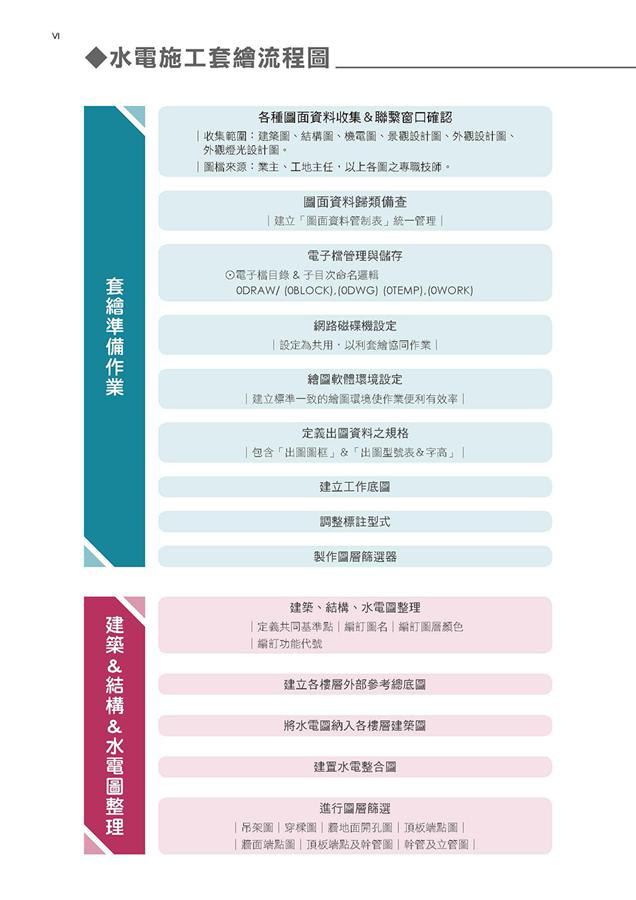 VI
◆水電施工套繪流程圖
套繪準備作業
各種圖面資料收集＆聯繫窗口確認
｜收集範圍：建築圖、結構圖、機電圖、景觀設計圖、外觀設計圖、
外觀燈光設計圖。
｜圖檔來源：業主、工地主任，以上各圖之專職技師。
圖面資料歸類備查
｜建立「圖面資料管制表」統一管理｜
電子檔管理與儲存
⊙電子檔目錄 & 子目次命名邏輯
0DRAW/ (0BLOCK),(0DWG) (0TEMP),(0WORK)
網路磁碟機設定
｜設定為共用，以利套繪協同作業｜
繪圖軟體環境設定
｜建立標準一致的繪圖環境使作業便利有效率｜
定義出圖資料之規格
｜包含「出圖圖框」&「出圖型號表&字高」｜
建立工作底圖
調整標註型式
製作圖層篩選器
建築&結構&水電圖整理
建築、結構、水電圖整理
｜定義共同基準點｜編訂圖名｜編訂圖層顏色
｜編訂功能代號
建立各樓層外部參考總底圖
將水電圖納入各樓層建築圖
建置水電整合圖
進行圖層篩選
｜吊架圖｜穿樑圖｜牆地面開孔圖｜頂板端點圖｜
｜牆面端點圖｜頂板端點及幹管圖｜幹管及立管圖｜